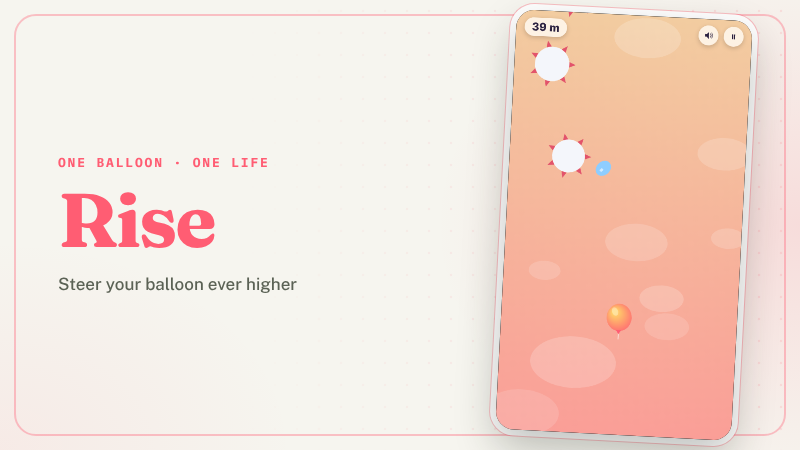 ONE BALLOON · ONE LIFE
Rise
Steer your balloon ever higher
39 m